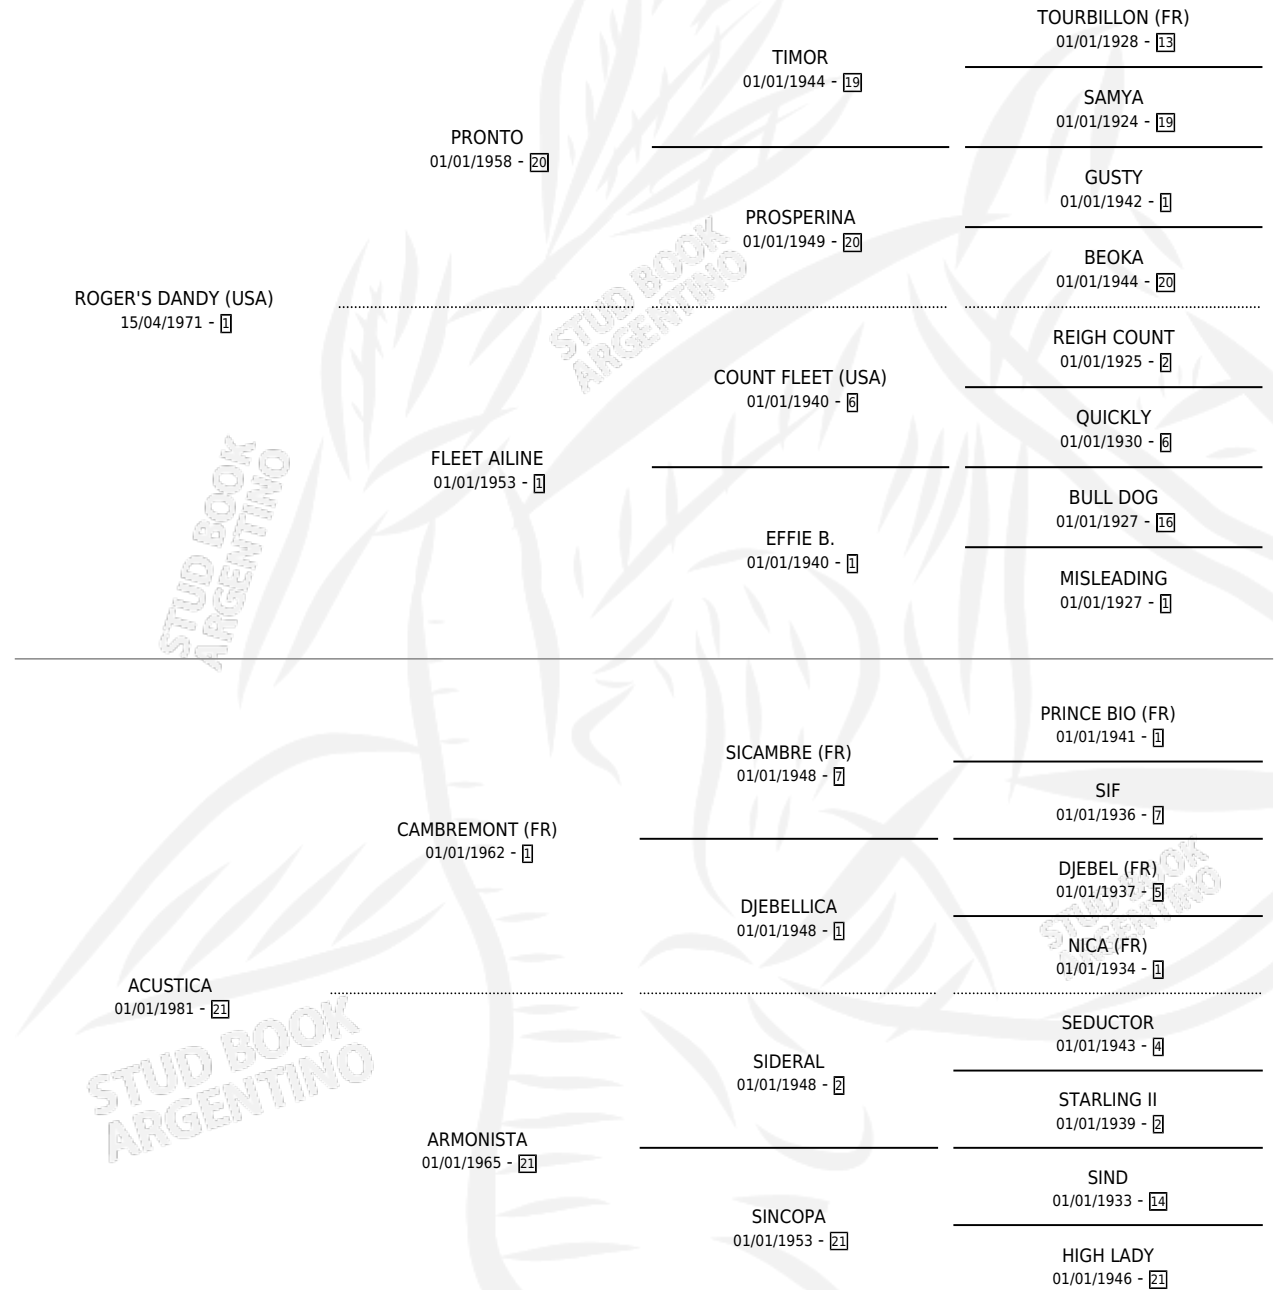 TOURBILLON (FR)
01/01/1928 - 13
TIMOR
01/01/1944 - 19
SAMYA
01/01/1924 - 19
PRONTO
01/01/1958 - 20
GUSTY
01/01/1942 - 1
PROSPERINA
01/01/1949 - 20
BEOKA
01/01/1944 - 20
ROGER'S DANDY (USA)
15/04/1971 - 1
STUD BOOK
ARGENTINO
REIGH COUNT
01/01/1925 - 2
COUNT FLEET (USA)
01/01/1940 - 6
QUICKLY
01/01/1930 - 6
FLEET AILINE
01/01/1953 - 1
BULL DOG
01/01/1927 - 16
EFFIE B.
01/01/1940 - 1
MISLEADING
01/01/1927 - 1
STUD BOOK
ARGENTINO
PRINCE BIO (FR)
01/01/1941 - 1
SICAMBRE (FR)
01/01/1948 - 7
SIF
01/01/1936 - 7
CAMBREMONT (FR)
01/01/1962 - 1
DJEBEL (FR)
01/01/1937 - 5
DJEBELLICA
01/01/1948 - 1
NICA (FR)
01/01/1934 - 1
STUD BOOK
ARGENTINO
ACUSTICA
01/01/1981 - 21
SEDUCTOR
01/01/1943 - 4
SIDERAL
01/01/1948 - 2
STARLING II
01/01/1939 - 2
STUD BOOK
ARGENTINO
ARMONISTA
01/01/1965 - 21
SIND
01/01/1933 - 14
SINCOPA
01/01/1953 - 21
HIGH LADY
01/01/1946 - 21